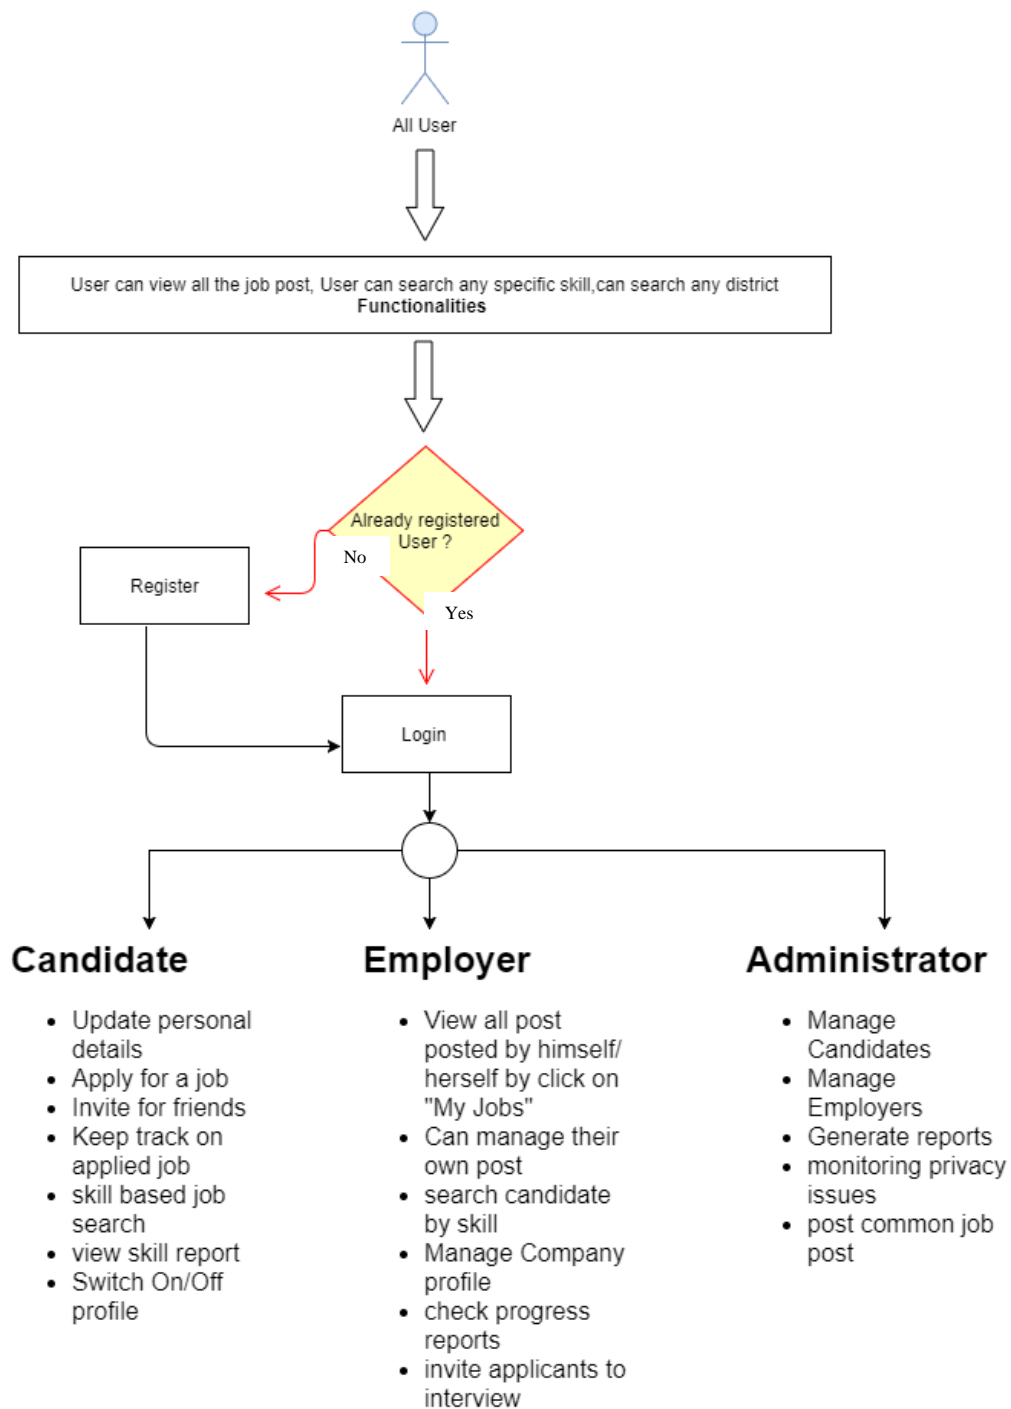 All User
User can view all the job post, User can search any specific skill,can search any district
Functionalities
Already registered
User ?
No
Register
Yes
Login
Candidate
Update personal
details
Apply for a job
Invite for friends
Keep track on
applied job
skill based job
search
view skill report
Switch On/Off
profile
Employer
View all post
posted by himself/
herself by click on
"My Jobs"
Can manage their
own post
search candidate
by skill
Manage Company
profile
check progress
reports
invite applicants to
interview
Administrator
Manage
Candidates
Manage
Employers
Generate reports
monitoring privacy
issues
post common job
post